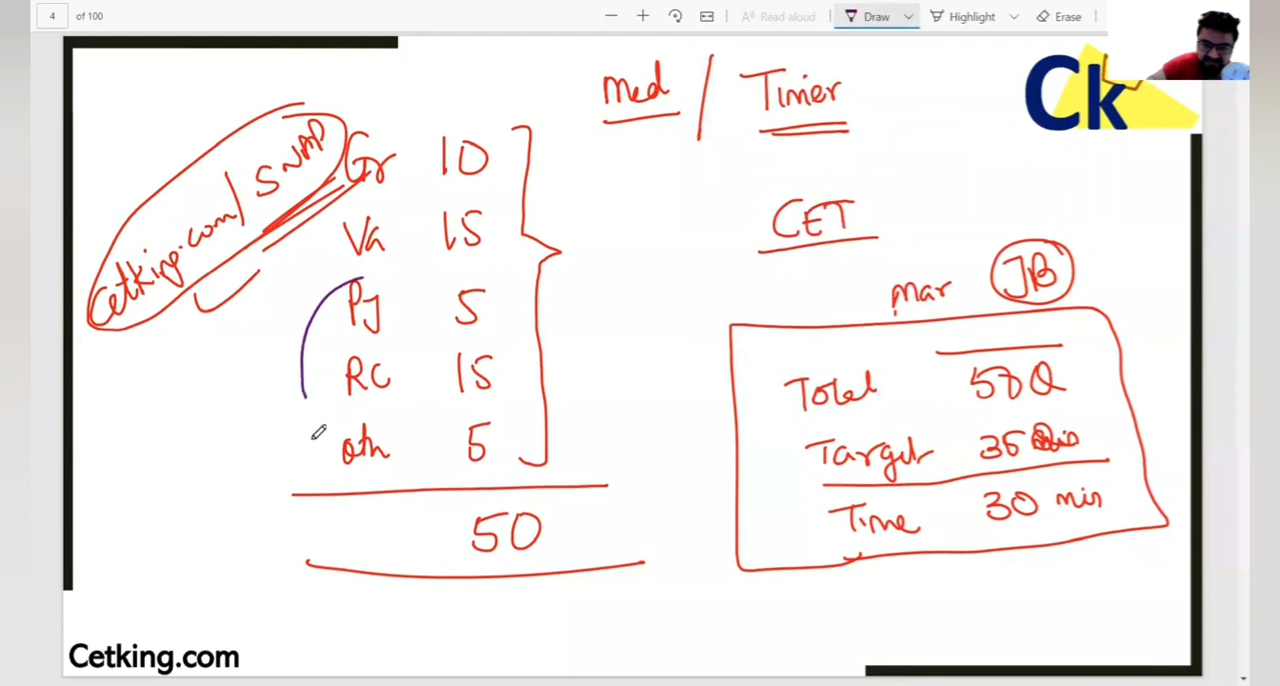 4 of 100
Read aloud
Draw
Highlight
Erase
Med / Timer
Ck
cetking.com/SNAP
Gr 10
Va 15
PJ 5
RC 15
oth 5
50
CET
Mar JB
Total 50Q
Target 35
Time 30 min
Cetking.com